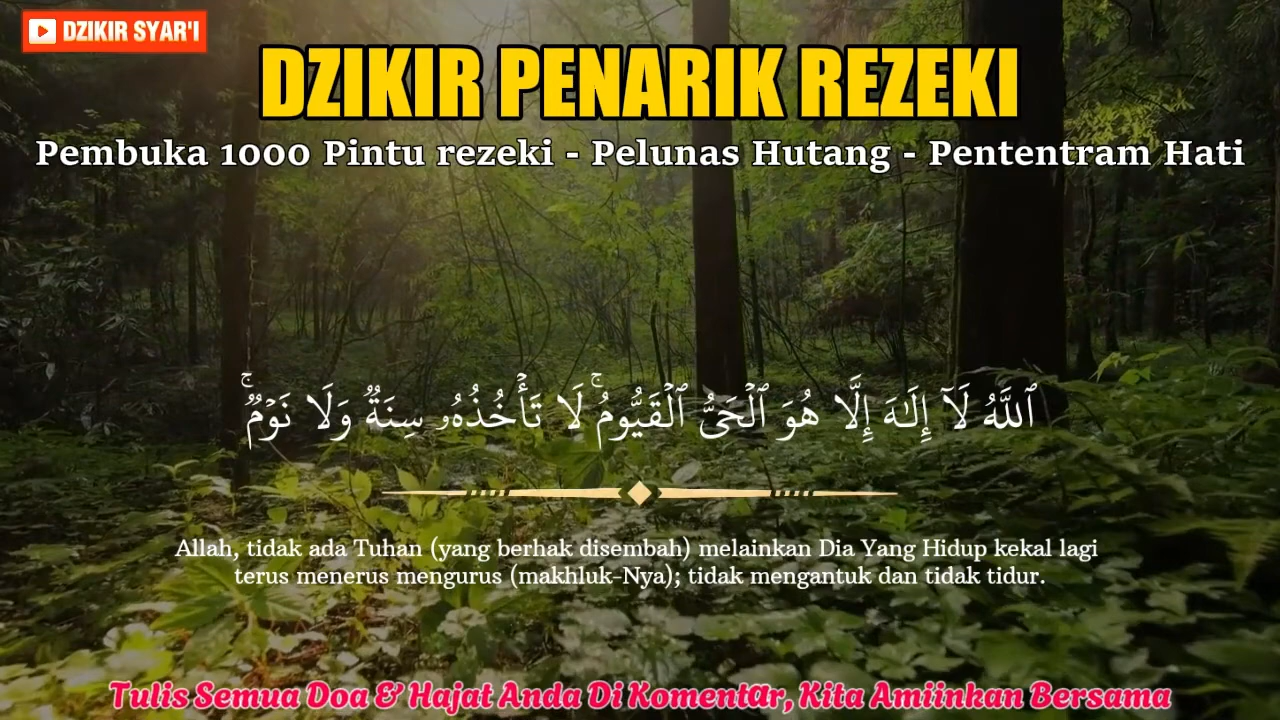 DZIKIR SYAR'I
DZIKIR PENARIK REZEKI
Pembuka 1000 Pintu rezeki - Pelunas Hutang - Pententram Hati
ٱللَّهُ لَآ إِلَـٰهَ إِلَّا هُوَ ٱلْحَىُّ ٱلْقَيُّومُ ۚ لَا تَأْخُذُهُۥ سِنَةٌ وَلَا نَوْمٌ ۚ
Allah, tidak ada Tuhan (yang berhak disembah) melainkan Dia Yang Hidup kekal lagi
terus menerus mengurus (makhluk-Nya); tidak mengantuk dan tidak tidur.
Tulis Semua Doa & Hajat Anda Di Komentar, Kita Amiinkan Bersama